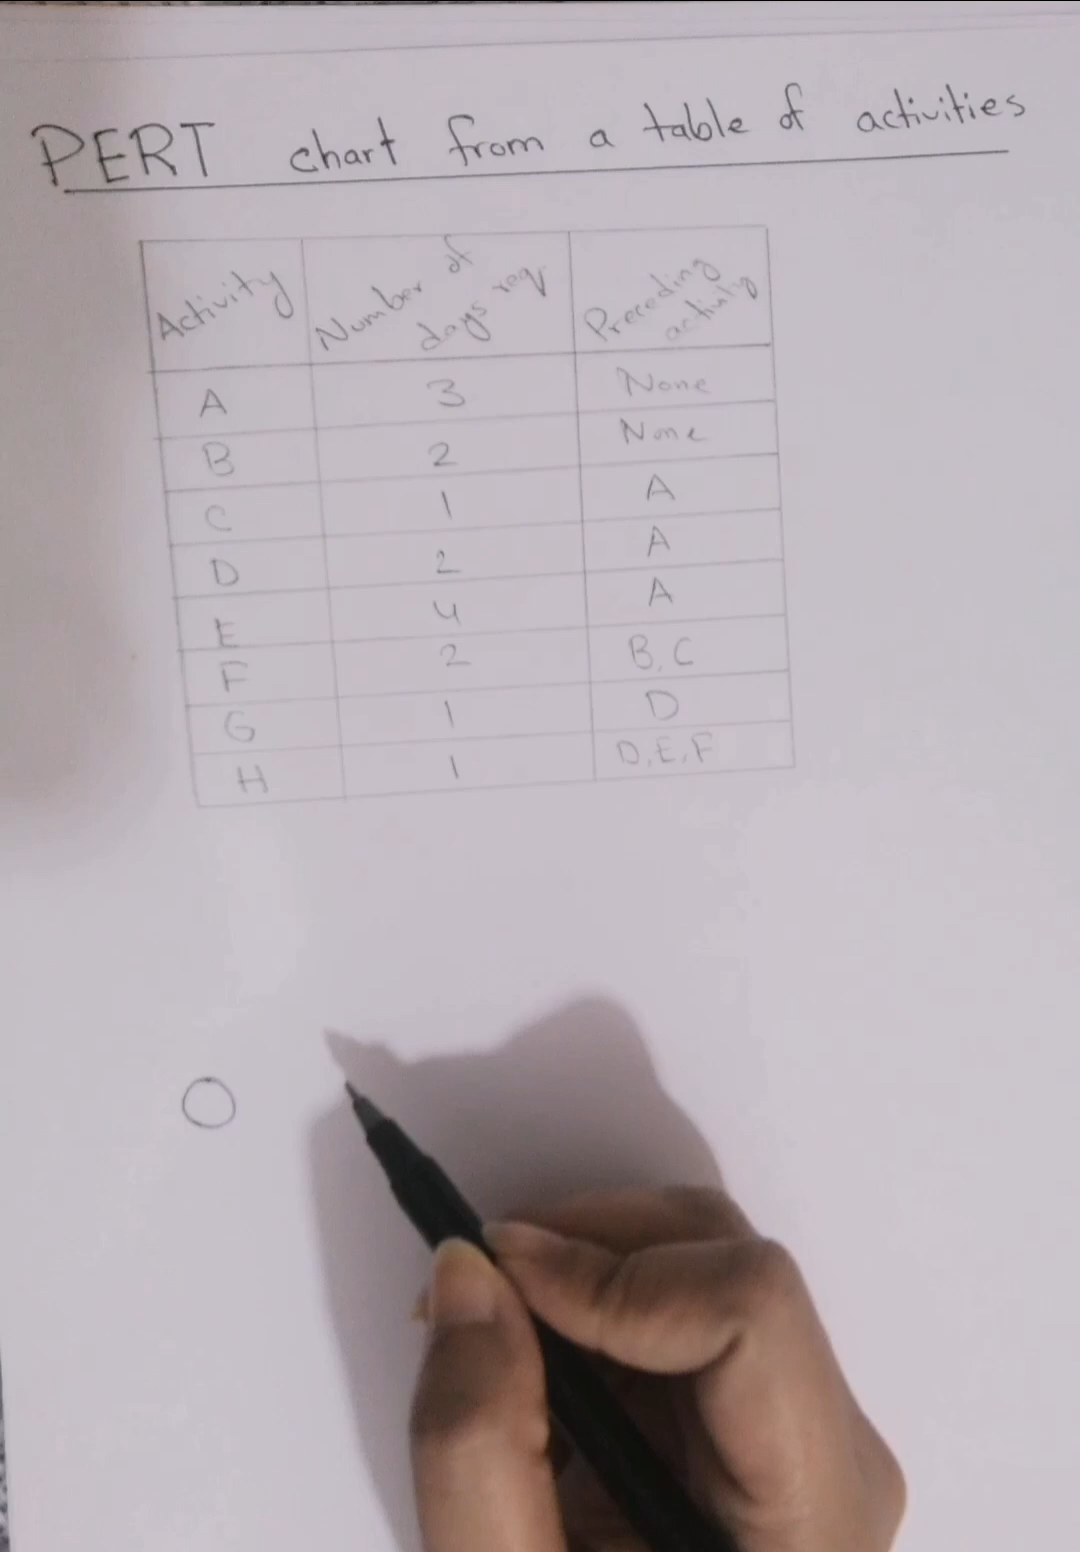 PERT chart from a table of activities
Activity Number of days req Preceding activity
A 3 None
B 2 None
C 1 A
D 2 A
E 4 A
F 2 B, C
G 1 D
H 1 D, E, F